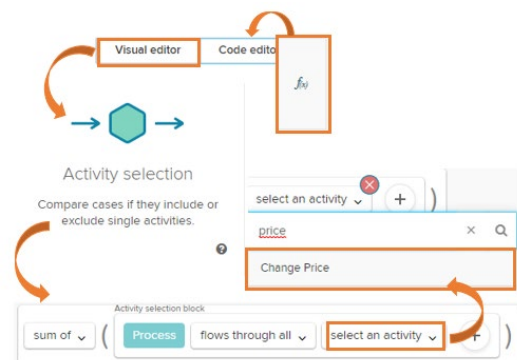 Visual editor
Code edito
f(x)
Activity selection
Compare cases if they include or
exclude single activities.
?
select an activity
+
)
price
×
Change Price
Activity selection block
sum of
(
Process
flows through all
select an activity
+
)